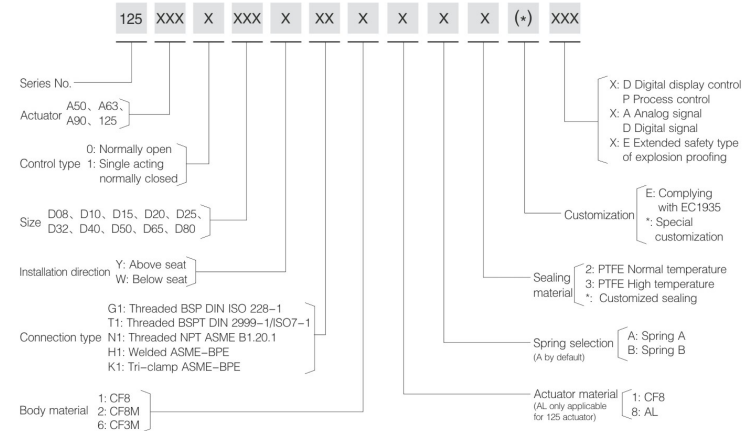 125 XXX X XXX X XX X X X X (*) XXX
Series No.
Actuator
A50、A63、
A90、125
Control type
0: Normally open
1: Single acting
normally closed
Size
D08、D10、D15、D20、D25、
D32、D40、D50、D65、D80
Installation direction
Y: Above seat
W: Below seat
Connection type
G1: Threaded BSP DIN ISO 228-1
T1: Threaded BSPT DIN 2999-1/ISO7-1
N1: Threaded NPT ASME B1.20.1
H1: Welded ASME-BPE
K1: Tri-clamp ASME-BPE
Body material
1: CF8
2: CF8M
6: CF3M
X: D Digital display control
P Process control
X: A Analog signal
D Digital signal
X: E Extended safety type
of explosion proofing
Customization
E: Complying
with EC1935
*: Special
customization
Sealing
material
2: PTFE Normal temperature
3: PTFE High temperature
*: Customized sealing
Spring selection
(A by default)
A: Spring A
B: Spring B
Actuator material
(AL only applicable
for 125 actuator)
1: CF8
8: AL